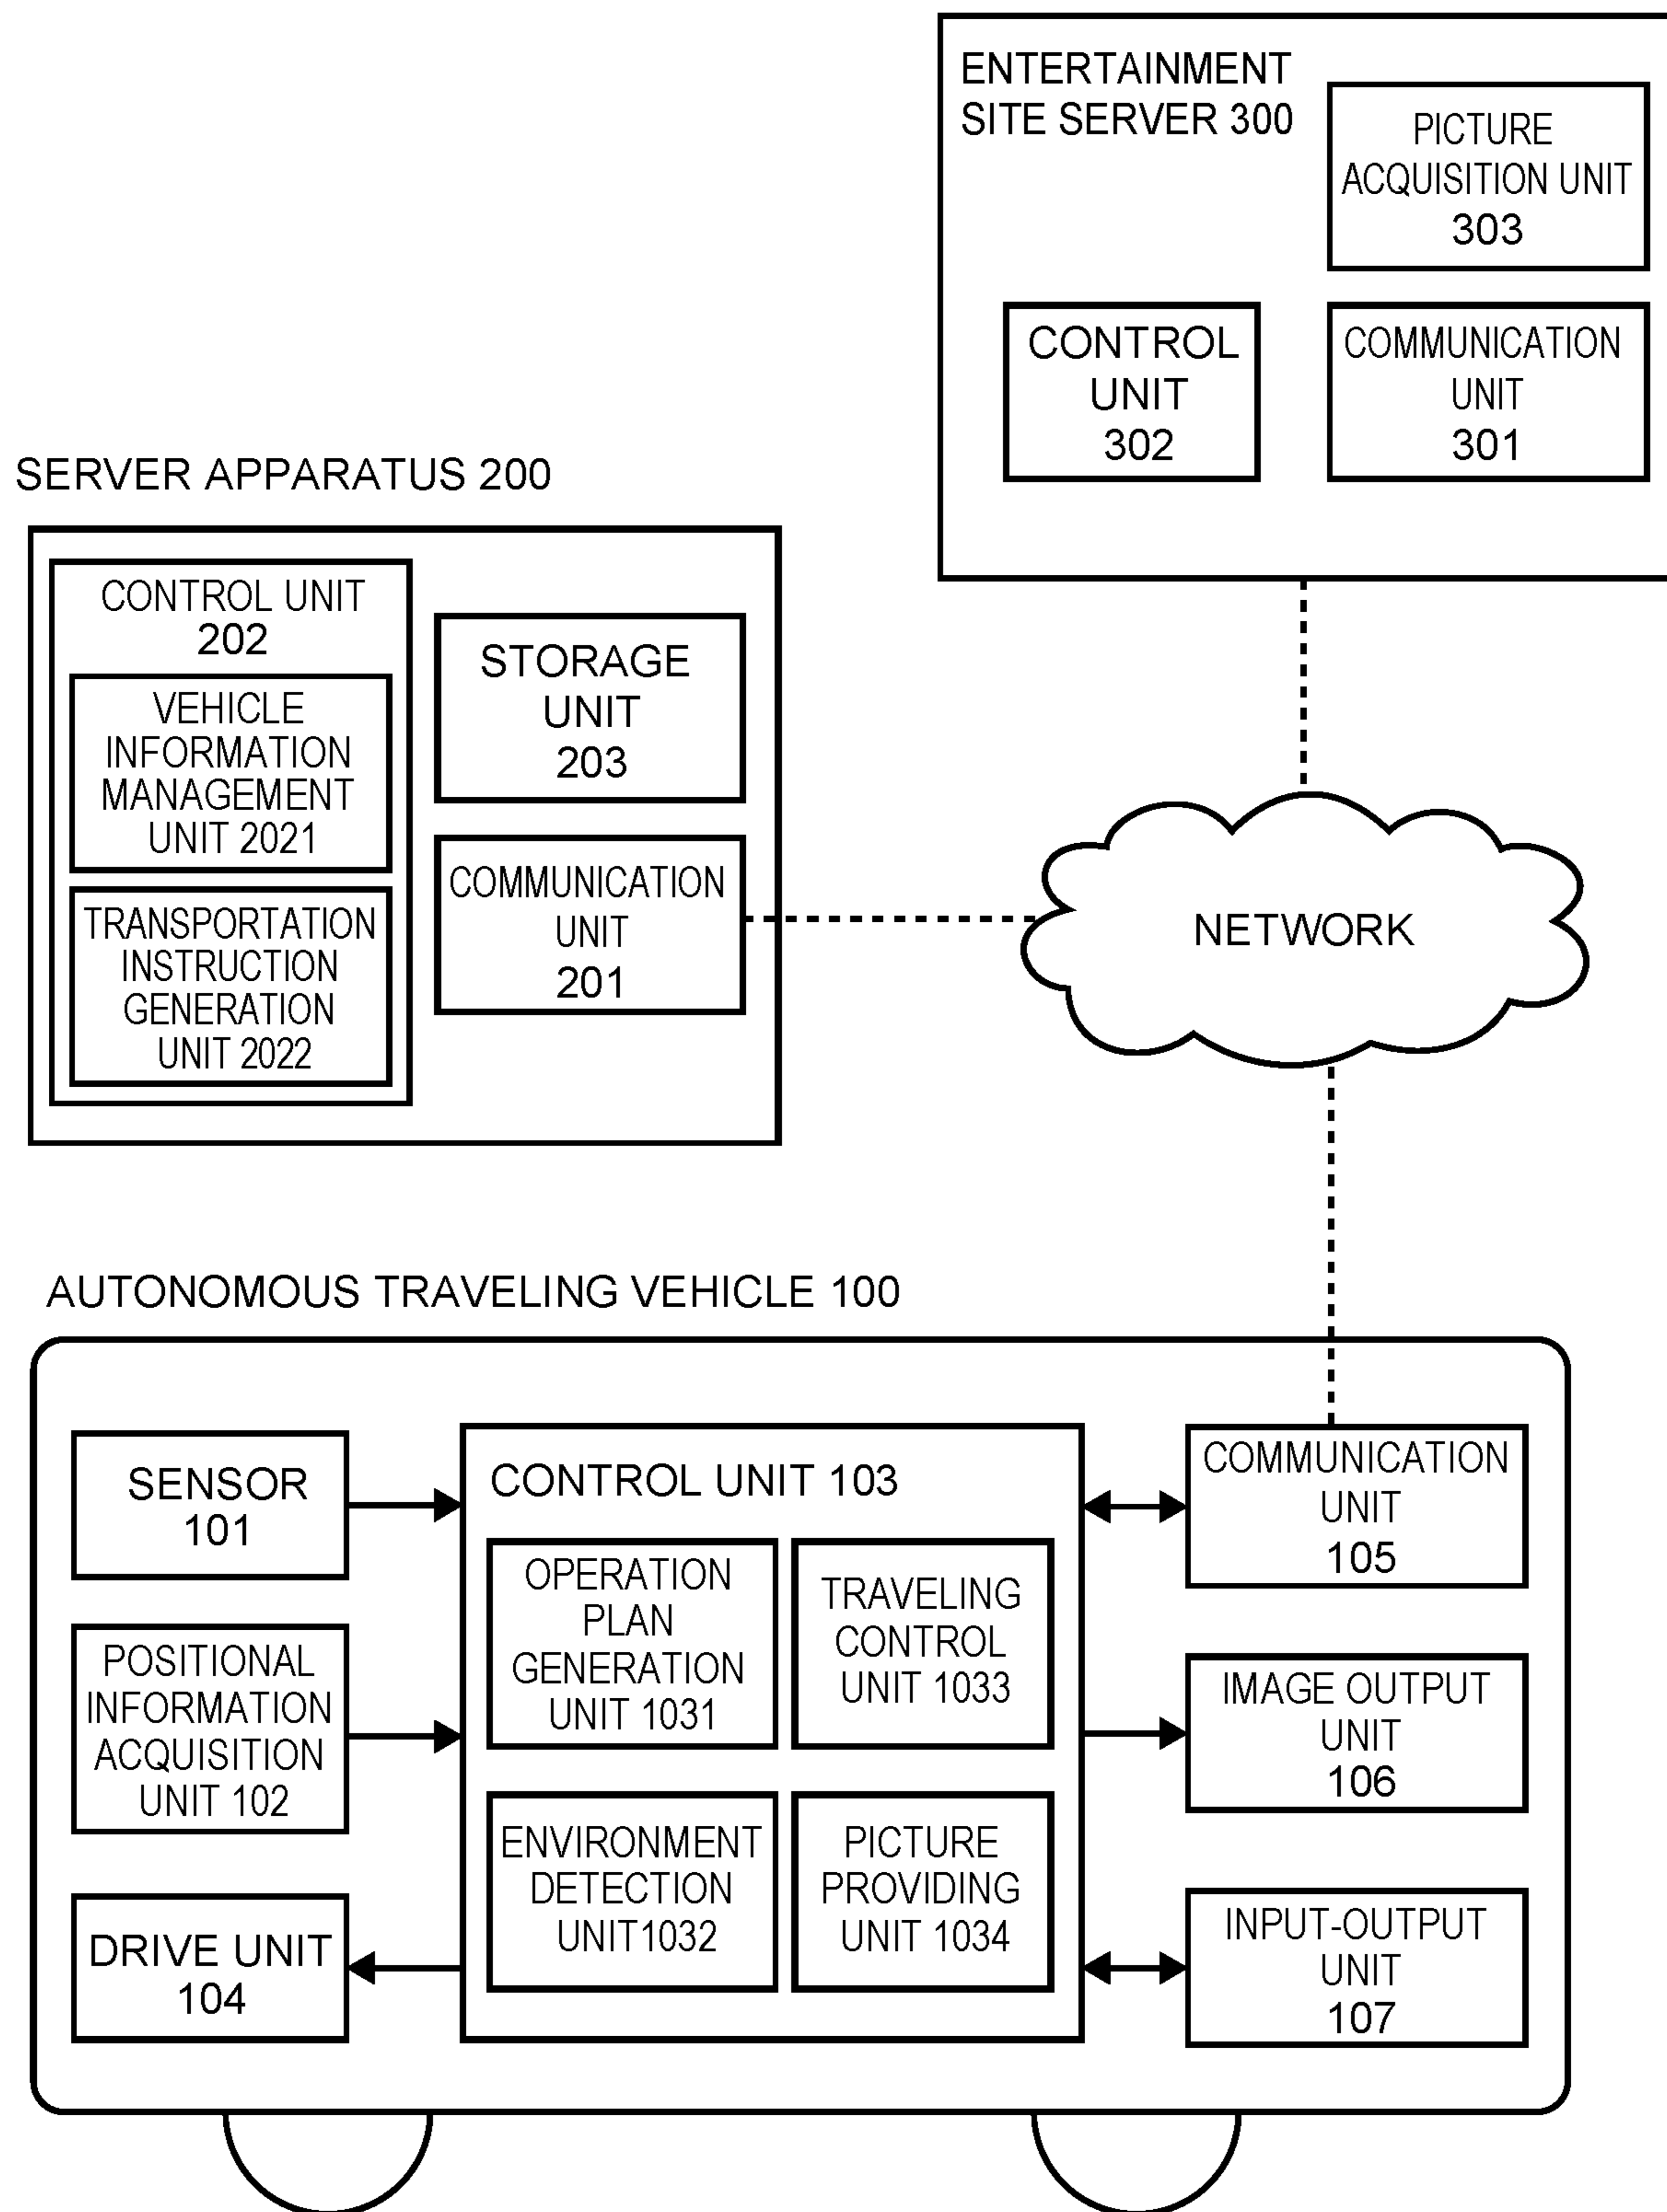 ENTERTAINMENT
SITE SERVER 300
PICTURE
ACQUISITION UNIT
303
CONTROL
UNIT
302
COMMUNICATION
UNIT
301
SERVER APPARATUS 200
CONTROL UNIT
202
VEHICLE
INFORMATION
MANAGEMENT
UNIT 2021
TRANSPORTATION
INSTRUCTION
GENERATION
UNIT 2022
STORAGE
UNIT
203
COMMUNICATION
UNIT
201
NETWORK
AUTONOMOUS TRAVELING VEHICLE 100
SENSOR
101
POSITIONAL
INFORMATION
ACQUISITION
UNIT 102
DRIVE UNIT
104
CONTROL UNIT 103
OPERATION
PLAN
GENERATION
UNIT 1031
TRAVELING
CONTROL
UNIT 1033
ENVIRONMENT
DETECTION
UNIT1032
PICTURE
PROVIDING
UNIT 1034
COMMUNICATION
UNIT
105
IMAGE OUTPUT
UNIT
106
INPUT-OUTPUT
UNIT
107